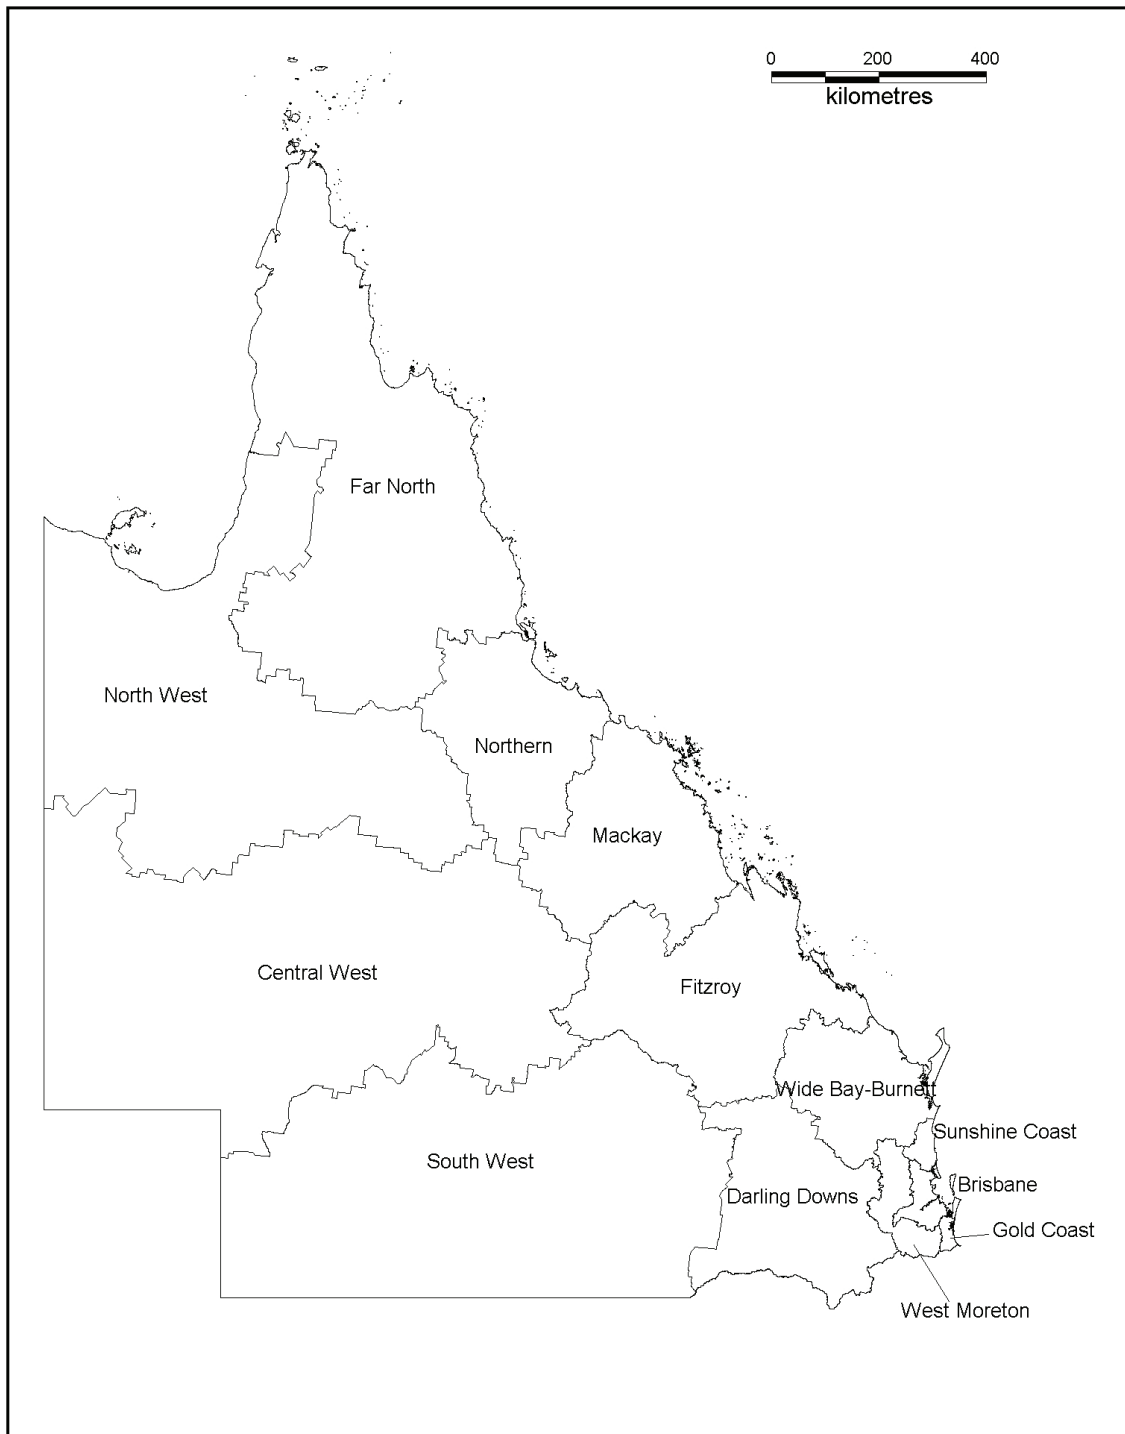 0 200 400
kilometres
Far North
North West
Northern
Mackay
Central West
Fitzroy
Wide Bay-Burnett
Sunshine Coast
South West
Brisbane
Darling Downs
Gold Coast
West Moreton